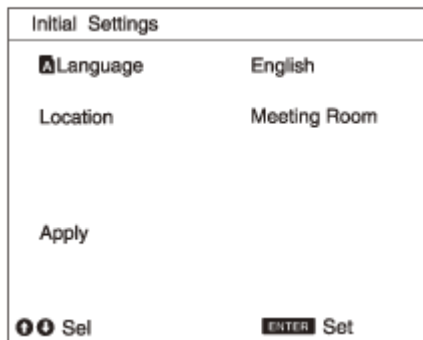 Initial Settings
A Language English
Location Meeting Room
Apply
Sel ENTER Set